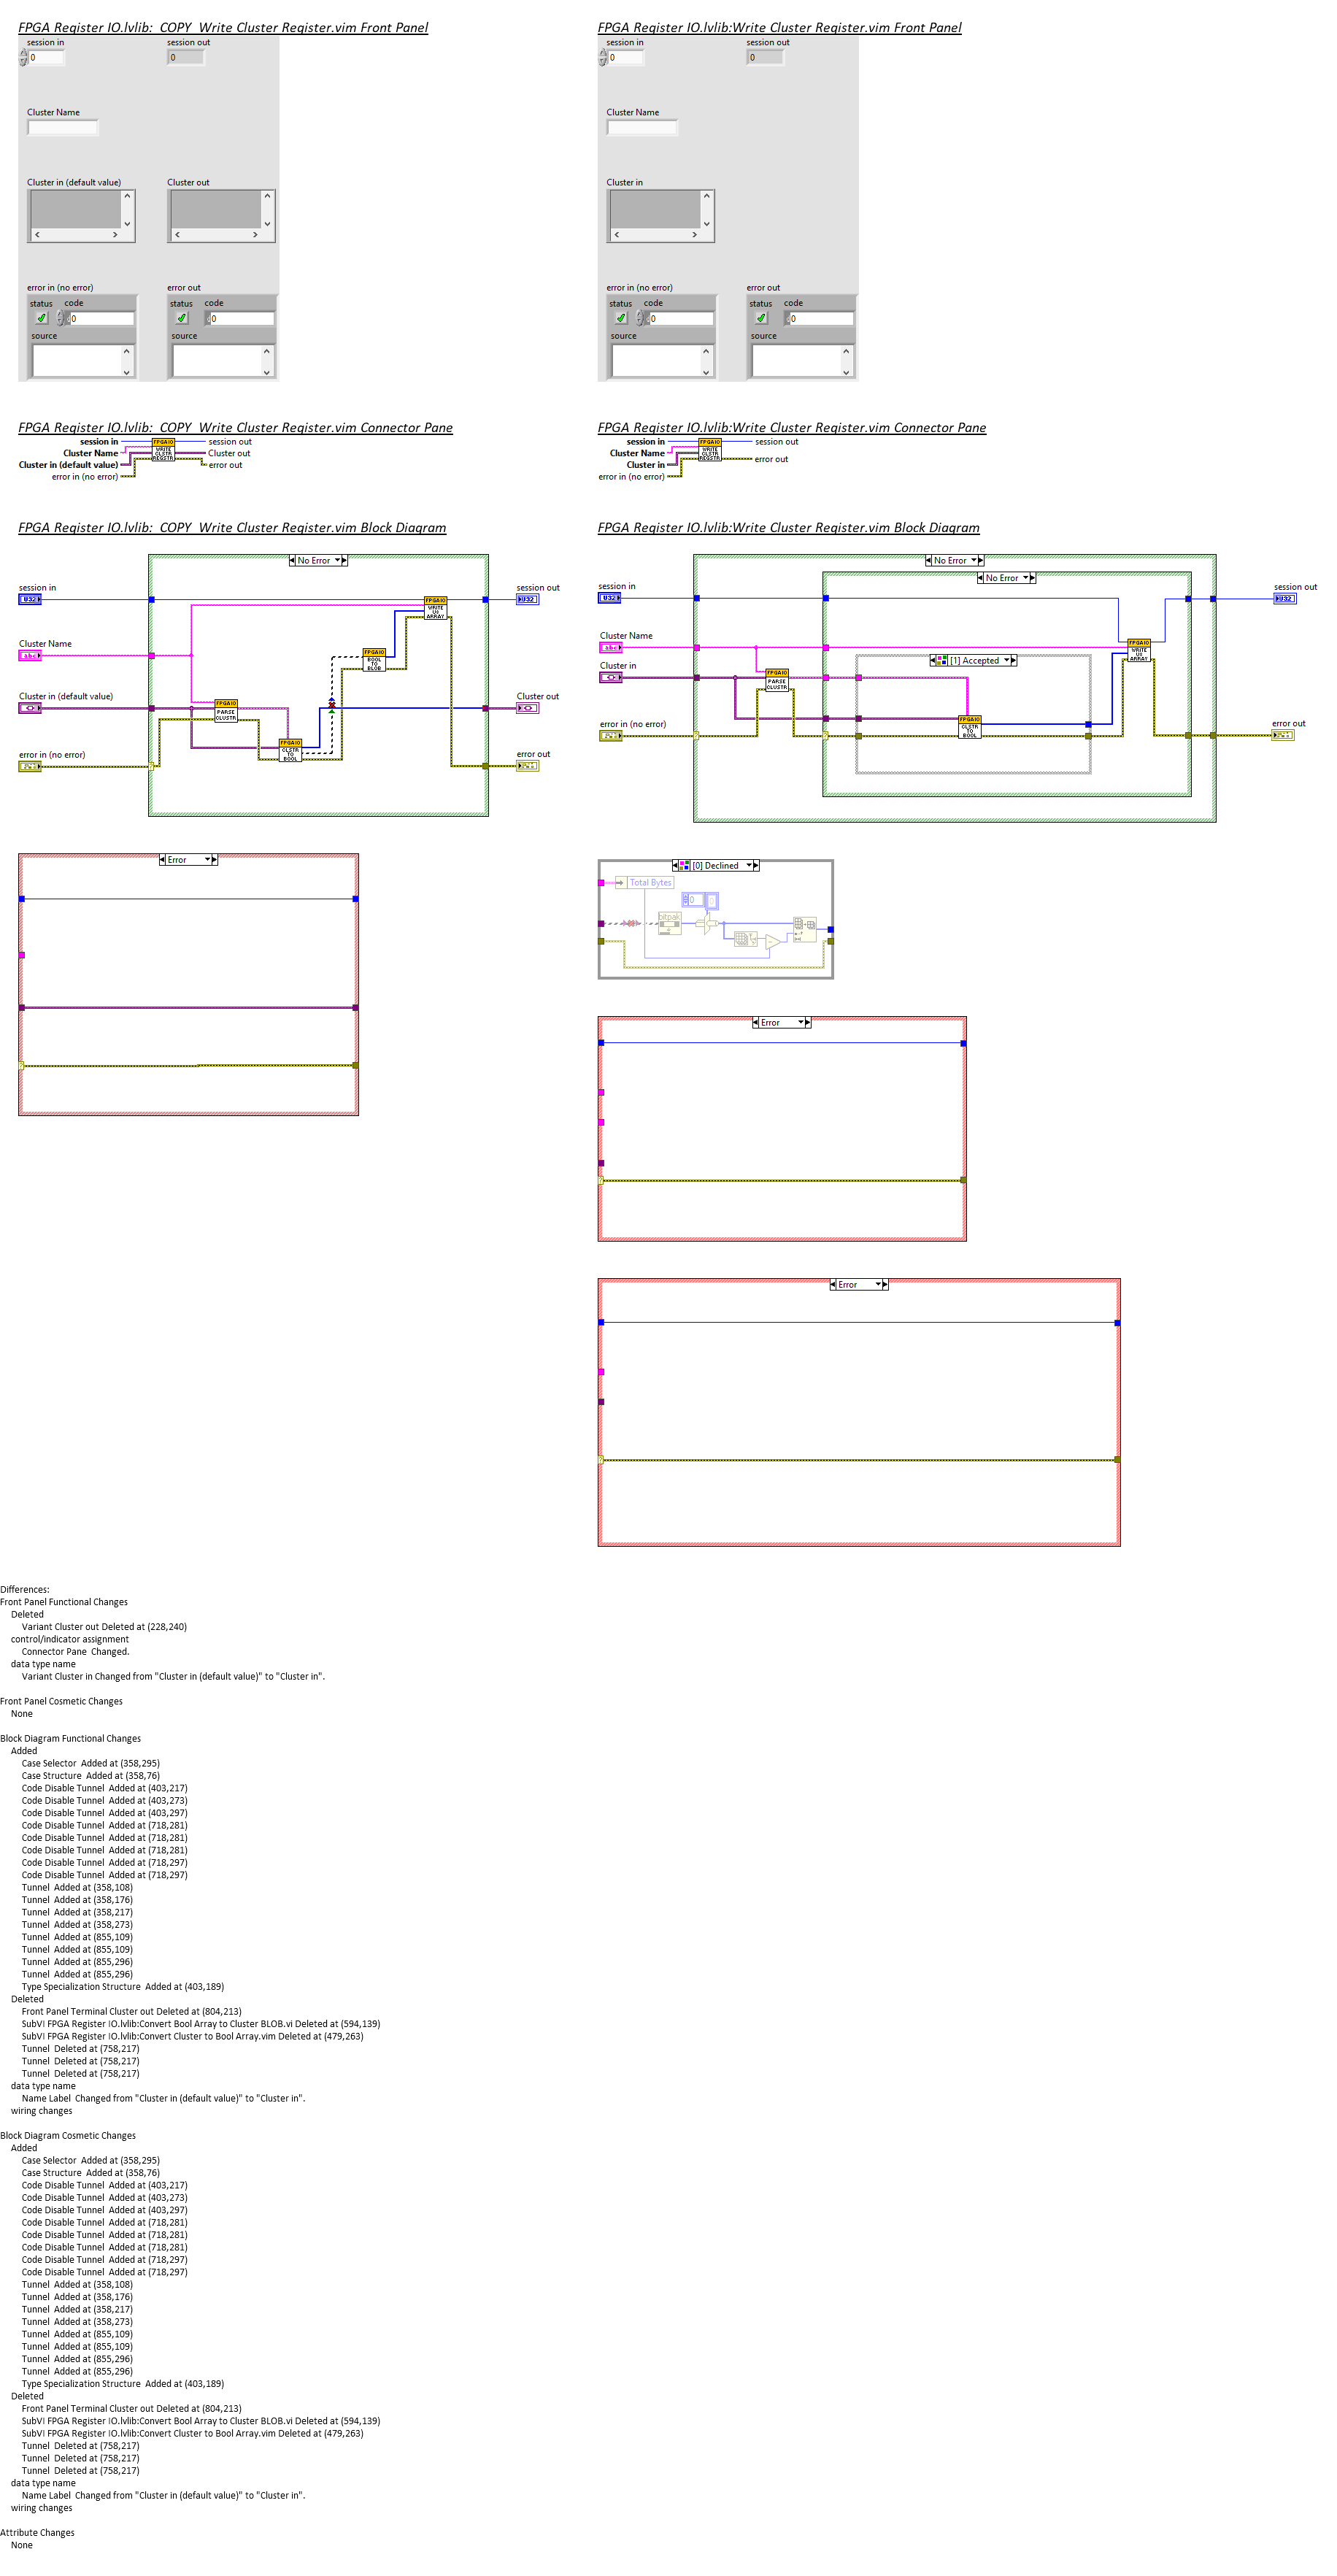 FPGA Register IO.lvlib:_COPY_Write Cluster Register.vim Front Panel
session in
session out
0
0
Cluster Name
Cluster in (default value)
Cluster out
error in (no error)
error out
status
code
status
code
0
0
source
source
FPGA Register IO.lvlib:Write Cluster Register.vim Front Panel
session in
session out
0
0
Cluster Name
Cluster in
error in (no error)
error out
status
code
status
code
0
0
source
source
FPGA Register IO.lvlib:_COPY_Write Cluster Register.vim Connector Pane
session in
session out
Cluster Name
Cluster out
Cluster in (default value)
error out
error in (no error)
FPGAIO
WRITE
CLSTR
REGSTR
FPGA Register IO.lvlib:Write Cluster Register.vim Connector Pane
session in
session out
Cluster Name
error out
Cluster in
error in (no error)
FPGAIO
WRITE
CLSTR
REGSTR
FPGA Register IO.lvlib:_COPY_Write Cluster Register.vim Block Diagram
No Error
session in
U32
session out
U32
FPGAIO
WRITE
U8
ARRAY
Cluster Name
abc
FPGAIO
BOOL
TO
BLOB
Cluster in (default value)
Cluster out
FPGAIO
PARSE
CLUSTR
FPGAIO
CLSTR
TO
BOOL
error in (no error)
error out
Error
FPGA Register IO.lvlib:Write Cluster Register.vim Block Diagram
No Error
No Error
session in
U32
session out
U32
Cluster Name
abc
FPGAIO
WRITE
U8
ARRAY
[1] Accepted
Cluster in
FPGAIO
PARSE
CLUSTR
FPGAIO
CLSTR
TO
BOOL
error in (no error)
error out
[0] Declined
Total Bytes
0
bitpak
Error
Error
Differences:
Front Panel Functional Changes
Deleted
Variant Cluster out Deleted at (228,240)
control/indicator assignment
Connector Pane  Changed.
data type name
Variant Cluster in Changed from "Cluster in (default value)" to "Cluster in".
Front Panel Cosmetic Changes
None
Block Diagram Functional Changes
Added
Case Selector  Added at (358,295)
Case Structure  Added at (358,76)
Code Disable Tunnel  Added at (403,217)
Code Disable Tunnel  Added at (403,273)
Code Disable Tunnel  Added at (403,297)
Code Disable Tunnel  Added at (718,281)
Code Disable Tunnel  Added at (718,281)
Code Disable Tunnel  Added at (718,281)
Code Disable Tunnel  Added at (718,297)
Code Disable Tunnel  Added at (718,297)
Tunnel  Added at (358,108)
Tunnel  Added at (358,176)
Tunnel  Added at (358,217)
Tunnel  Added at (358,273)
Tunnel  Added at (855,109)
Tunnel  Added at (855,109)
Tunnel  Added at (855,296)
Tunnel  Added at (855,296)
Type Specialization Structure  Added at (403,189)
Deleted
Front Panel Terminal Cluster out Deleted at (804,213)
SubVI FPGA Register IO.lvlib:Convert Bool Array to Cluster BLOB.vi Deleted at (594,139)
SubVI FPGA Register IO.lvlib:Convert Cluster to Bool Array.vim Deleted at (479,263)
Tunnel  Deleted at (758,217)
Tunnel  Deleted at (758,217)
Tunnel  Deleted at (758,217)
data type name
Name Label  Changed from "Cluster in (default value)" to "Cluster in".
wiring changes
Block Diagram Cosmetic Changes
Added
Case Selector  Added at (358,295)
Case Structure  Added at (358,76)
Code Disable Tunnel  Added at (403,217)
Code Disable Tunnel  Added at (403,273)
Code Disable Tunnel  Added at (403,297)
Code Disable Tunnel  Added at (718,281)
Code Disable Tunnel  Added at (718,281)
Code Disable Tunnel  Added at (718,281)
Code Disable Tunnel  Added at (718,297)
Code Disable Tunnel  Added at (718,297)
Tunnel  Added at (358,108)
Tunnel  Added at (358,176)
Tunnel  Added at (358,217)
Tunnel  Added at (358,273)
Tunnel  Added at (855,109)
Tunnel  Added at (855,109)
Tunnel  Added at (855,296)
Tunnel  Added at (855,296)
Type Specialization Structure  Added at (403,189)
Deleted
Front Panel Terminal Cluster out Deleted at (804,213)
SubVI FPGA Register IO.lvlib:Convert Bool Array to Cluster BLOB.vi Deleted at (594,139)
SubVI FPGA Register IO.lvlib:Convert Cluster to Bool Array.vim Deleted at (479,263)
Tunnel  Deleted at (758,217)
Tunnel  Deleted at (758,217)
Tunnel  Deleted at (758,217)
data type name
Name Label  Changed from "Cluster in (default value)" to "Cluster in".
wiring changes
Attribute Changes
None